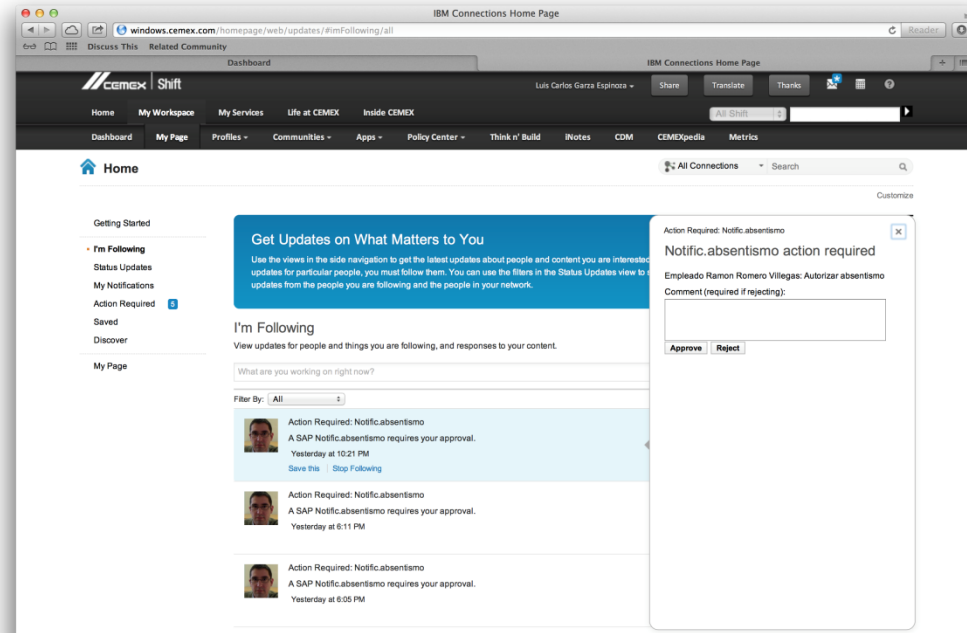 IBM Connections Home Page
windows.cemex.com/homepage/web/updates/#imFollowing/all
Reader
Discuss This Related Community
Dashboard IBM Connections Home Page
CEMEX Shift
Luis Carlos Garza Espinoza Share Translate Thanks
Home My Workspace My Services Life at CEMEX Inside CEMEX
All Shift
Dashboard My Page Profiles Communities Apps Policy Center Think n' Build iNotes CDM CEMEXpedia Metrics
Home
All Connections Search
Customize
Getting Started
I'm Following
Status Updates
My Notifications
Action Required 5
Saved
Discover
My Page
Get Updates on What Matters to You
Use the views in the side navigation to get the latest updates about people and content you are interested
updates for particular people, you must follow them. You can use the filters in the Status Updates view to
updates from the people you are following and the people in your network.
I'm Following
View updates for people and things you are following, and responses to your content.
What are you working on right now?
Filter By: All
Action Required: Notific.absentismo
A SAP Notific.absentismo requires your approval.
Yesterday at 10:21 PM
Save this Stop Following
Action Required: Notific.absentismo
A SAP Notific.absentismo requires your approval.
Yesterday at 6:11 PM
Action Required: Notific.absentismo
A SAP Notific.absentismo requires your approval.
Yesterday at 6:05 PM
Action Required: Notific.absentismo
Notific.absentismo action required
Empleado Ramon Romero Villegas: Autorizar absentismo
Comment (required if rejecting):
Approve Reject